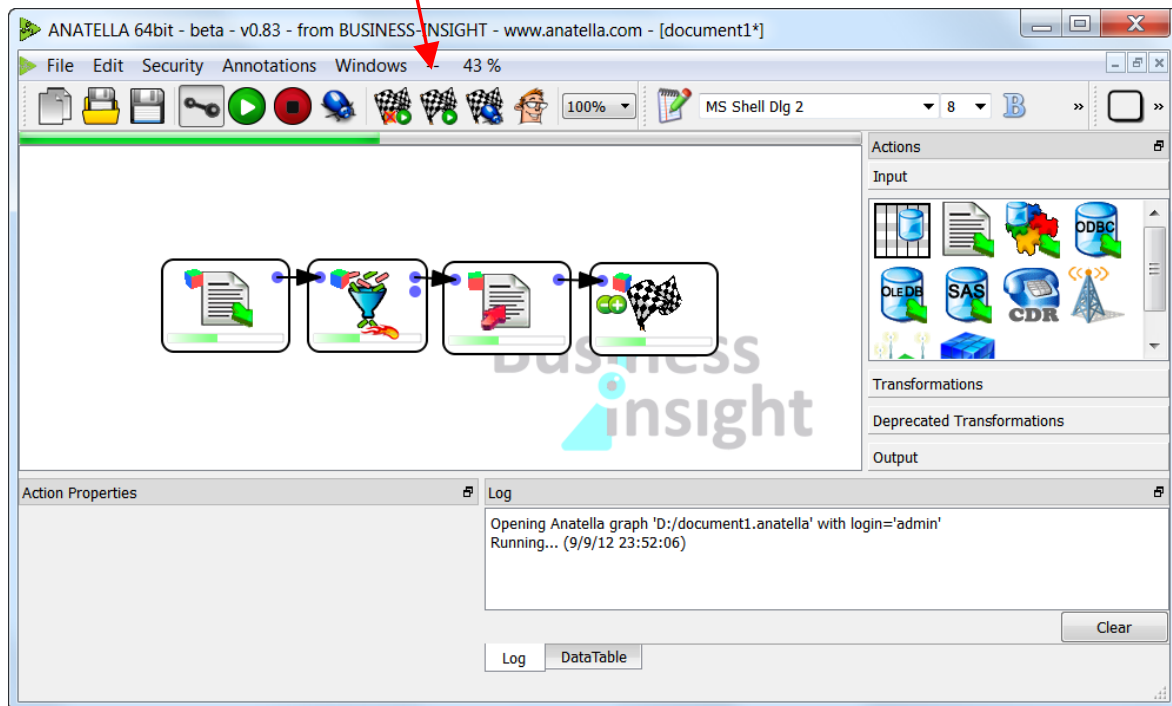 ANATELLA 64bit - beta - v0.83 - from BUSINESS-INSIGHT - www.anatella.com - [document1*]
File Edit Security Annotations Windows -- 43 %
100% MS Shell Dlg 2 8 B » »
Actions
Input
ODBC
OLEDB SAS CDR
Transformations
Deprecated Transformations
Output
Business
insight
Action Properties
Log
Opening Anatella graph 'D:/document1.anatella' with login='admin'
Running... (9/9/12 23:52:06)
Clear
Log DataTable